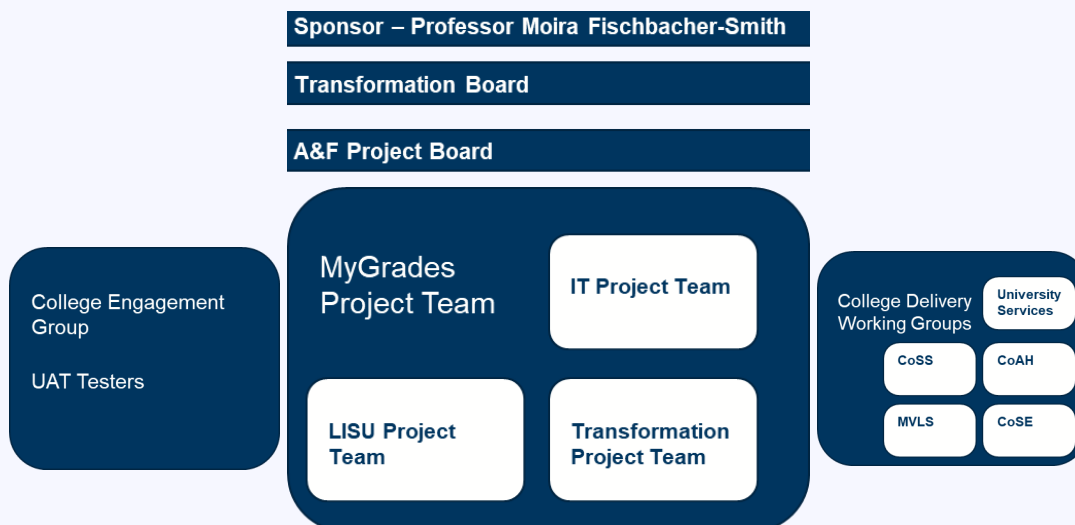 Sponsor – Professor Moira Fischbacher-Smith
Transformation Board
A&F Project Board
College Engagement
Group
UAT Testers
MyGrades
Project Team
IT Project Team
LISU Project
Team
Transformation
Project Team
College Delivery
Working Groups
University
Services
CoSS
CoAH
MVLS
CoSE